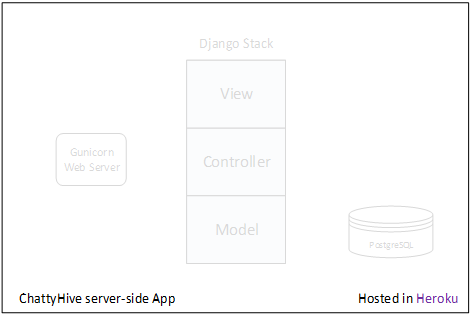 Django Stack
View
Gunicorn
Web Server
Controller
Model
PostgreSQL
ChattyHive server-side App
Hosted in Heroku